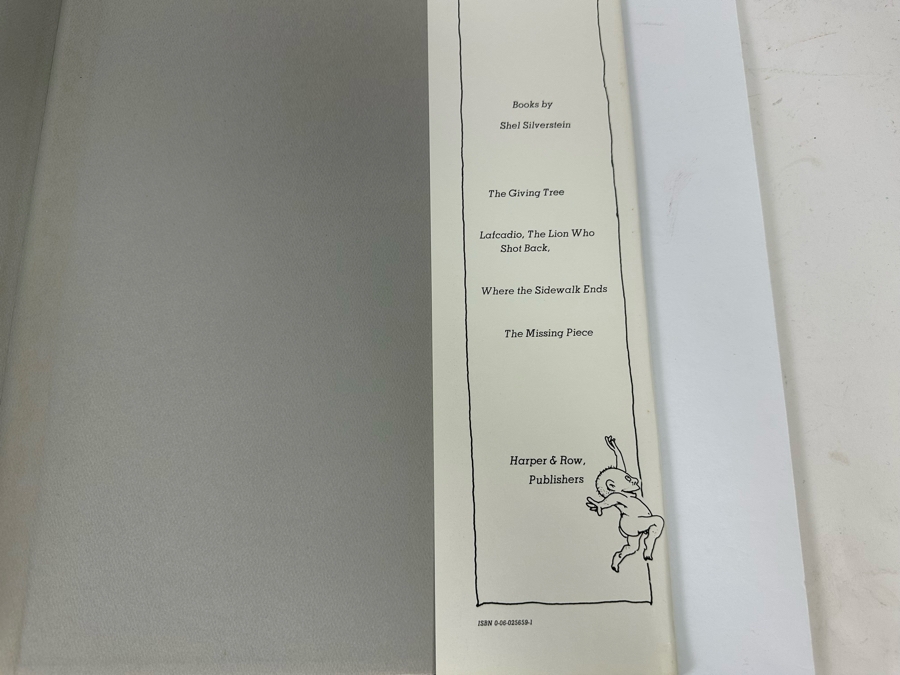 Books by
Shel Silverstein
The Giving Tree
Lafcadio, The Lion Who
Shot Back,
Where the Sidewalk Ends
The Missing Piece
Harper & Row,
Publishers
ISBN 0-06-025659-1